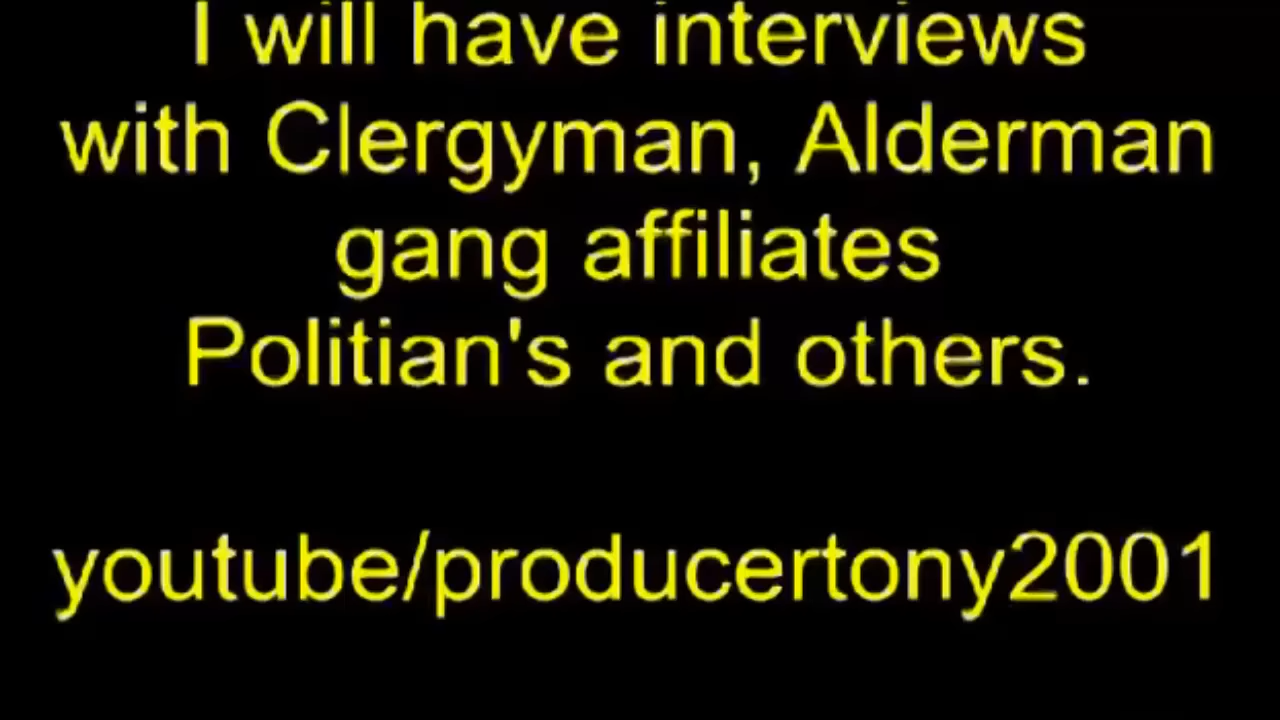 I will have interviews
with Clergyman, Alderman
gang affiliates
Politian's and others.
youtube/producertony2001